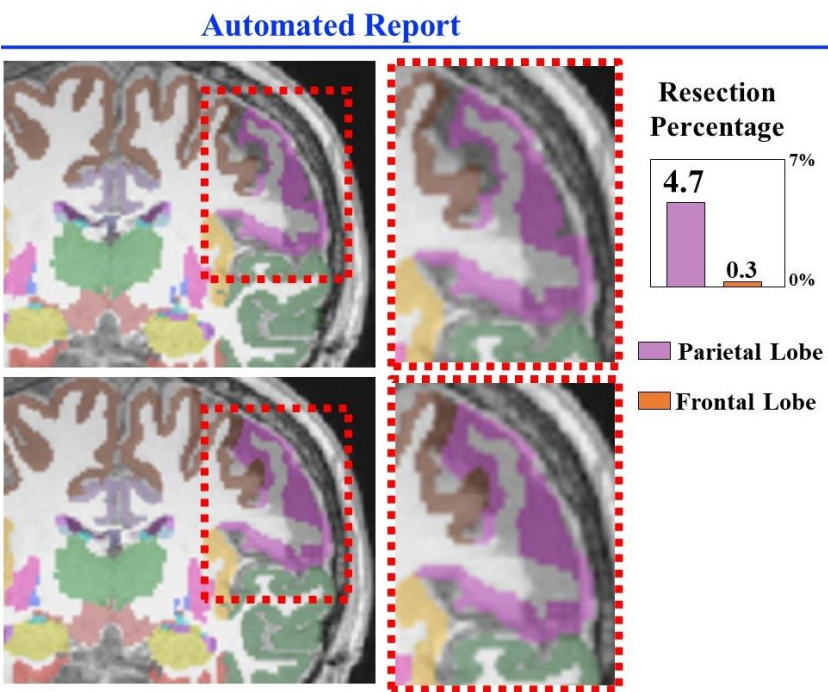 Automated Report
Resection
Percentage
7%
4.7
0.3
0%
Parietal Lobe
Frontal Lobe